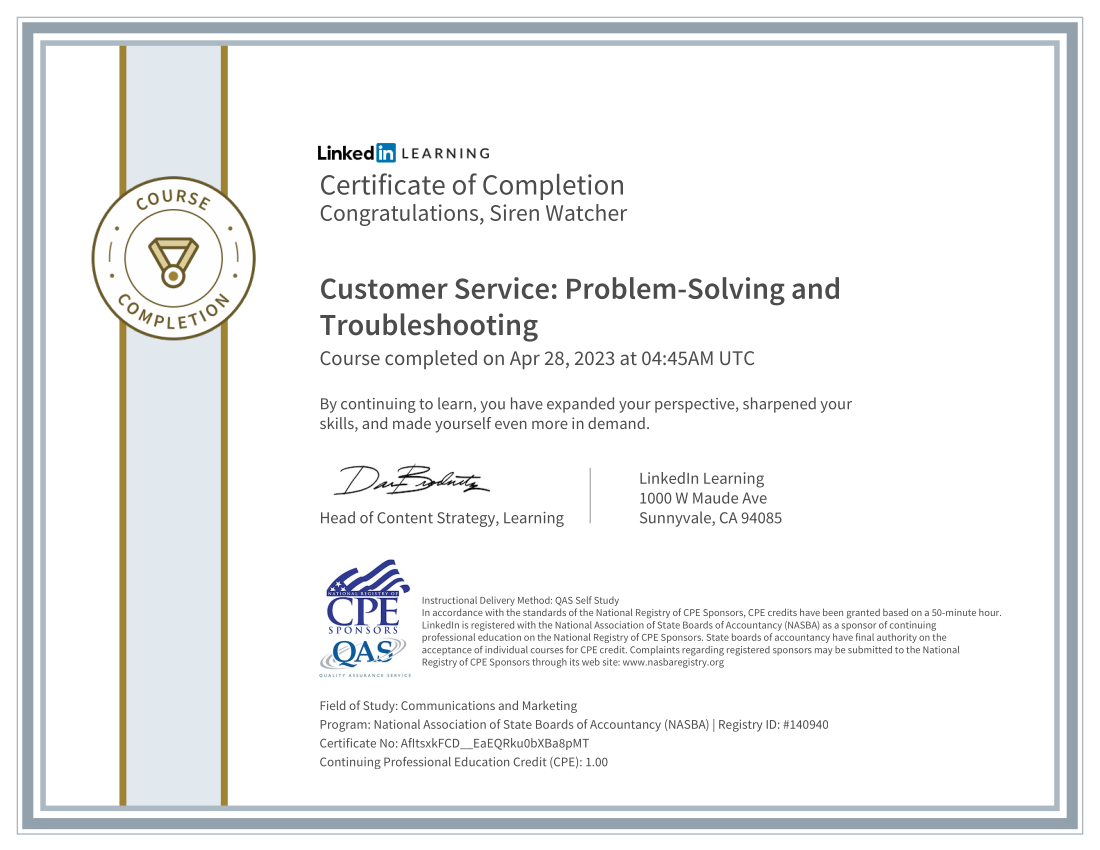 COURSE
COMPLETION
Linked in LEARNING
Certificate of Completion
Congratulations, Siren Watcher
Customer Service: Problem-Solving and
Troubleshooting
Course completed on Apr 28, 2023 at 04:45AM UTC
By continuing to learn, you have expanded your perspective, sharpened your
skills, and made yourself even more in demand.
Head of Content Strategy, Learning
LinkedIn Learning
1000 W Maude Ave
Sunnyvale, CA 94085
NATIONAL REGISTRY OF
CPE
SPONSORS
QAS
QUALITY ASSURANCE SERVICE
Instructional Delivery Method: QAS Self Study
In accordance with the standards of the National Registry of CPE Sponsors, CPE credits have been granted based on a 50-minute hour.
LinkedIn is registered with the National Association of State Boards of Accountancy (NASBA) as a sponsor of continuing
professional education on the National Registry of CPE Sponsors. State boards of accountancy have final authority on the
acceptance of individual courses for CPE credit. Complaints regarding registered sponsors may be submitted to the National
Registry of CPE Sponsors through its web site: www.nasbaregistry.org
Field of Study: Communications and Marketing
Program: National Association of State Boards of Accountancy (NASBA) | Registry ID: #140940
Certificate No: AfItsxkFCD__EaEQRku0bXBa8pMT
Continuing Professional Education Credit (CPE): 1.00